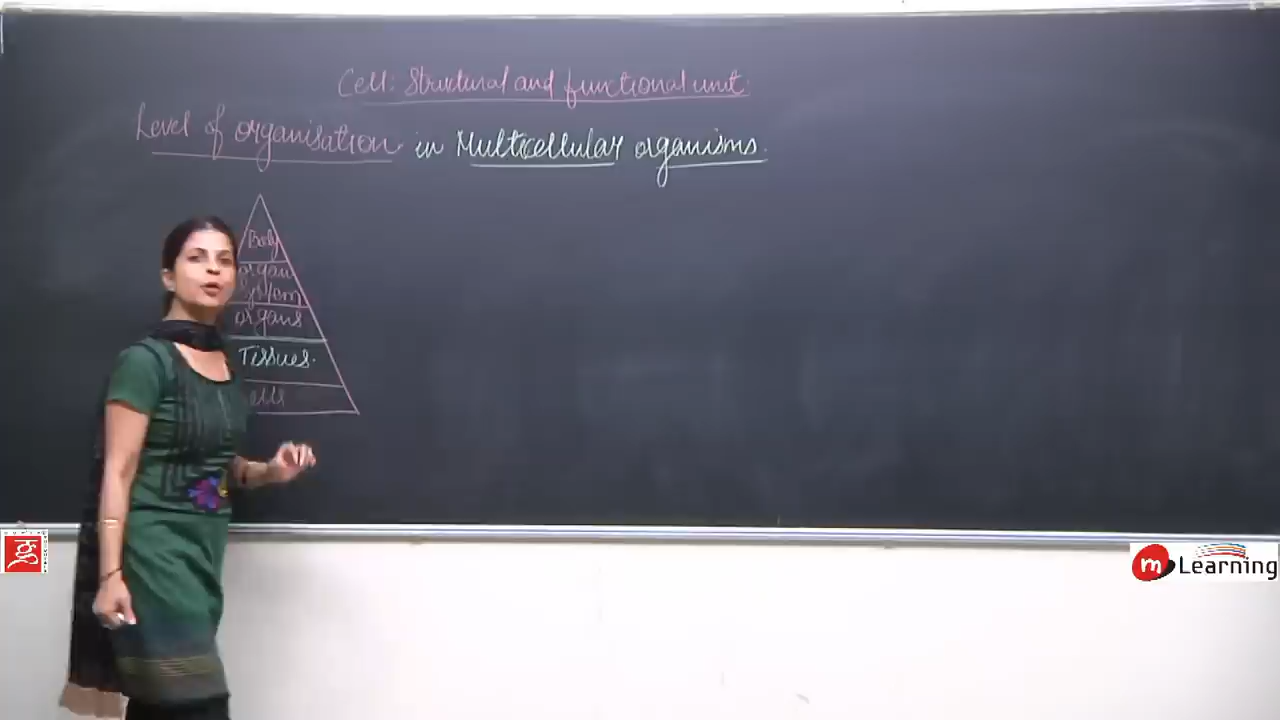 Cell: Structural and functional unit.
Level of organisation in Multicellular organisms.
Body
organ
system
organs
Tissues.
m Learning